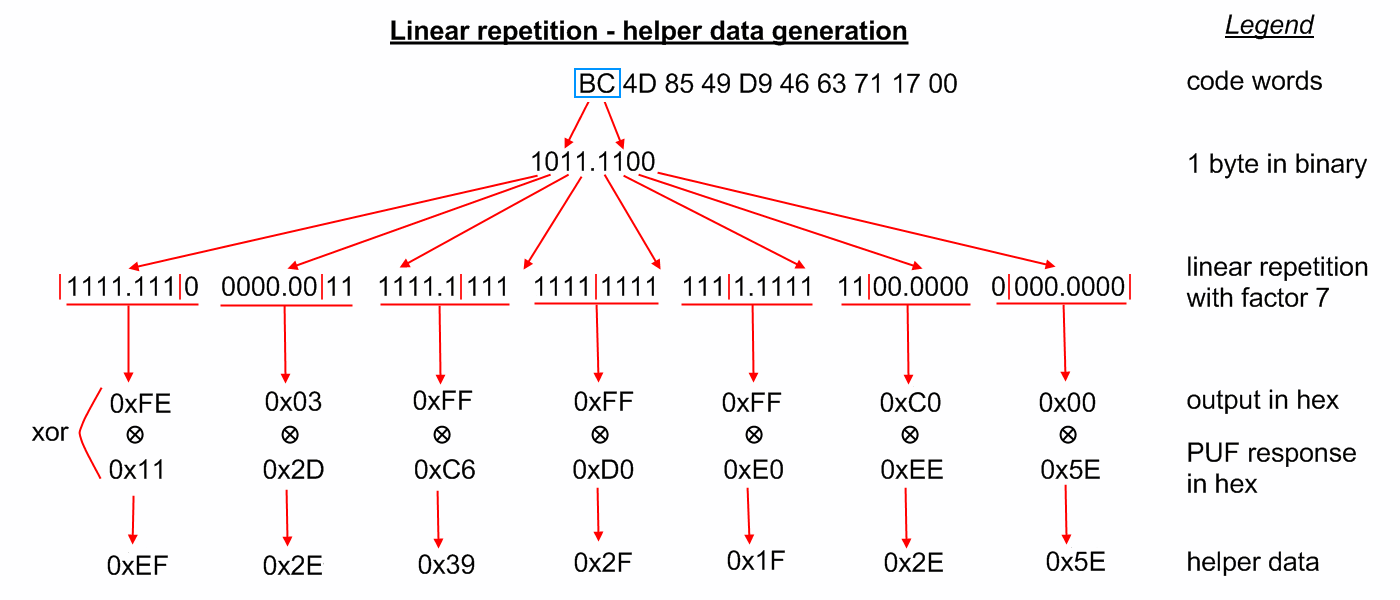 Linear repetition - helper data generation
Legend
BC 4D 85 49 D9 46 63 71 17 00
code words
1011.1100
1 byte in binary
|1111.111|0 0000.00|11 1111.1|111 1111|1111 111|1.1111 11|00.0000 0|000.0000|
linear repetition
with factor 7
0xFE 0x03 0xFF 0xFF 0xFF 0xC0 0x00
output in hex
xor
⊗ ⊗ ⊗ ⊗ ⊗ ⊗ ⊗
0x11 0x2D 0xC6 0xD0 0xE0 0xEE 0x5E
PUF response
in hex
0xEF 0x2E 0x39 0x2F 0x1F 0x2E 0x5E
helper data